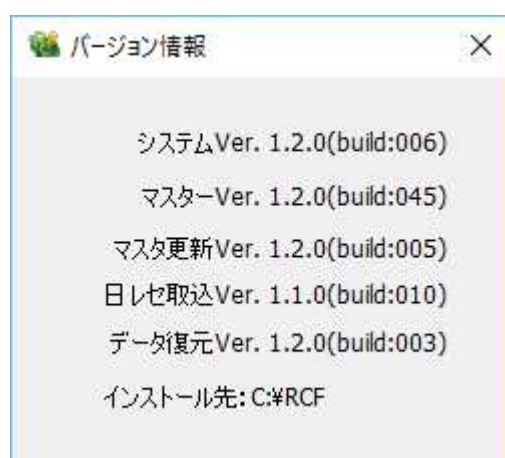 バージョン情報
システムVer. 1.2.0(build:006)
マスターVer. 1.2.0(build:045)
マスタ更新Ver. 1.2.0(build:005)
日レセ取込Ver. 1.1.0(build:010)
データ復元Ver. 1.2.0(build:003)
インストール先: C:¥RCF